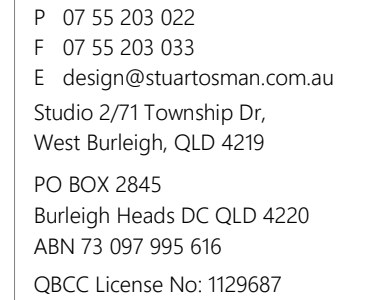 P 07 55 203 022
F 07 55 203 033
E design@stuartosman.com.au
Studio 2/71 Township Dr,
West Burleigh, QLD 4219
PO BOX 2845
Burleigh Heads DC QLD 4220
ABN 73 097 995 616
QBCC License No: 1129687